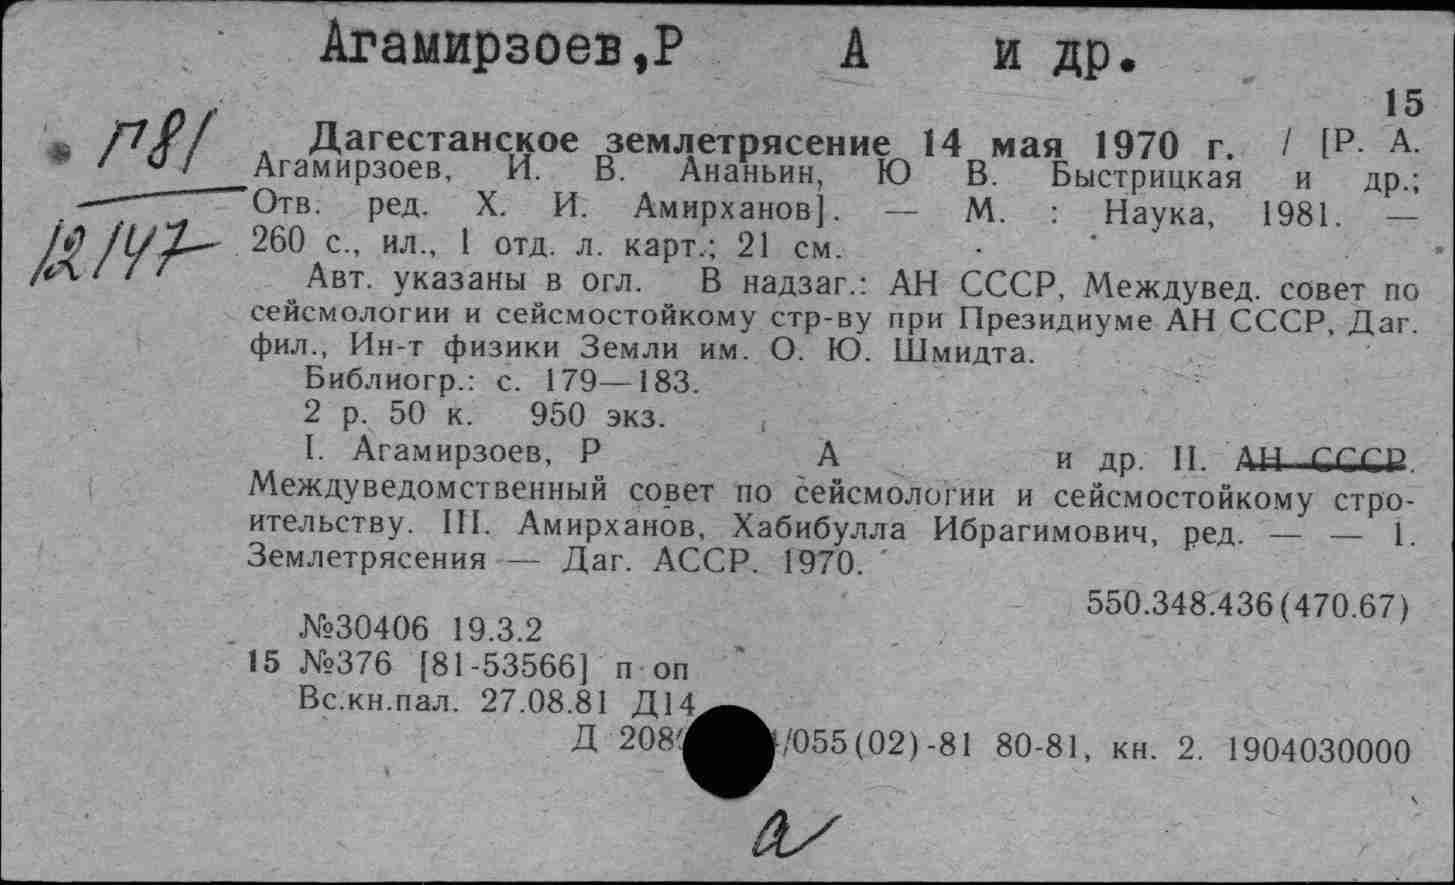 Агамирзоев,Р А и др.
15
П81
12147
Дагестанское землетрясение 14 мая 1970 г. / [Р. А.
Агамирзоев, И. В. Ананьин, Ю В. Быстрицкая и др.;
Отв. ред. Х. И. Амирханов]. — М. : Наука, 1981. —
260 с., ил., 1 отд. л. карт.; 21 см.
Авт. указаны в огл. В надзаг.: АН СССР, Междувед. совет по
сейсмологии и сейсмостойкому стр-ву при Президиуме АН СССР, Даг.
фил., Ин-т физики Земли им. О. Ю. Шмидта.
Библиогр.: с. 179—183.
2 р. 50 к. 950 экз.
I. Агамирзоев, Р А и др. II. АН СССР.
Междуведомственный совет по сейсмологии и сейсмостойкому стро-
ительству. III. Амирханов, Хабибулла Ибрагимович, ред. — — 1.
Землетрясения — Даг. АССР. 1970.
550.348.436(470.67)
№30406 19.3.2
15 №376 [81-53566] п оп
Вс.кн.пал. 27.08.81 Д14
Д 208 /055(02)-81 80-81, кн. 2. 1904030000
а